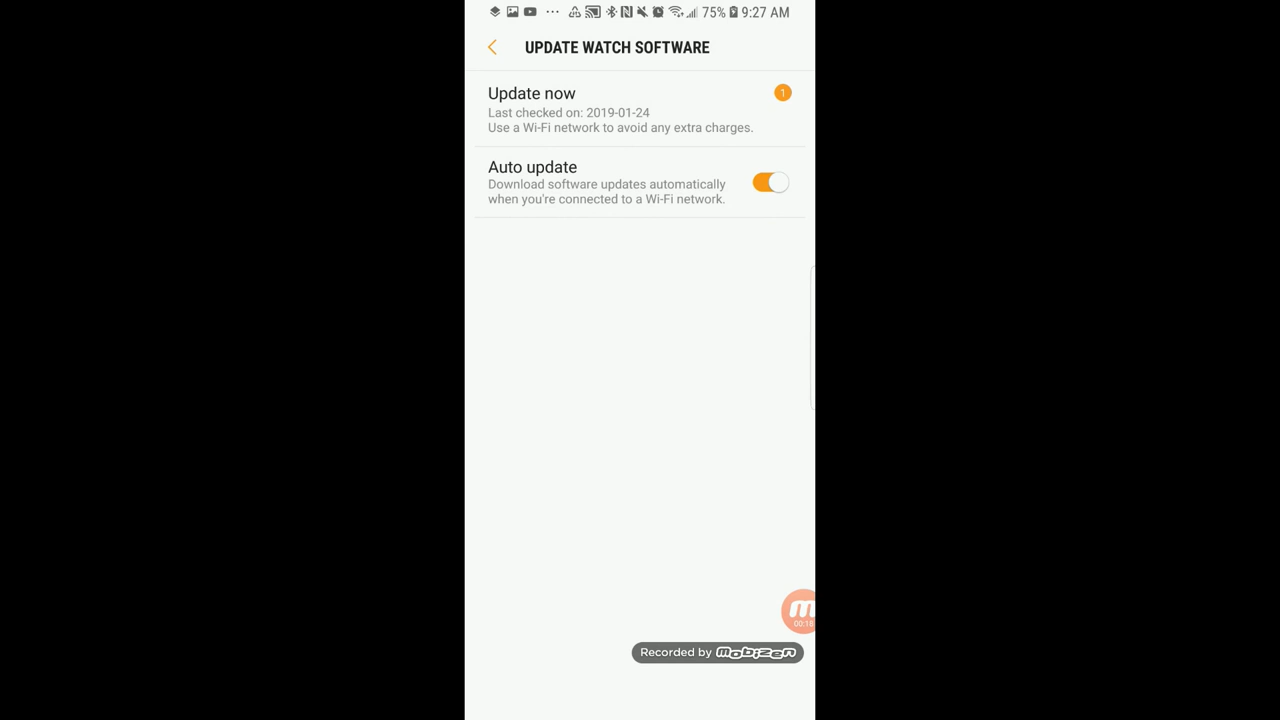 75% 9:27 AM
UPDATE WATCH SOFTWARE
Update now
1
Last checked on: 2019-01-24
Use a Wi-Fi network to avoid any extra charges.
Auto update
Download software updates automatically
when you're connected to a Wi-Fi network.
m
00:18
Recorded by mobizen